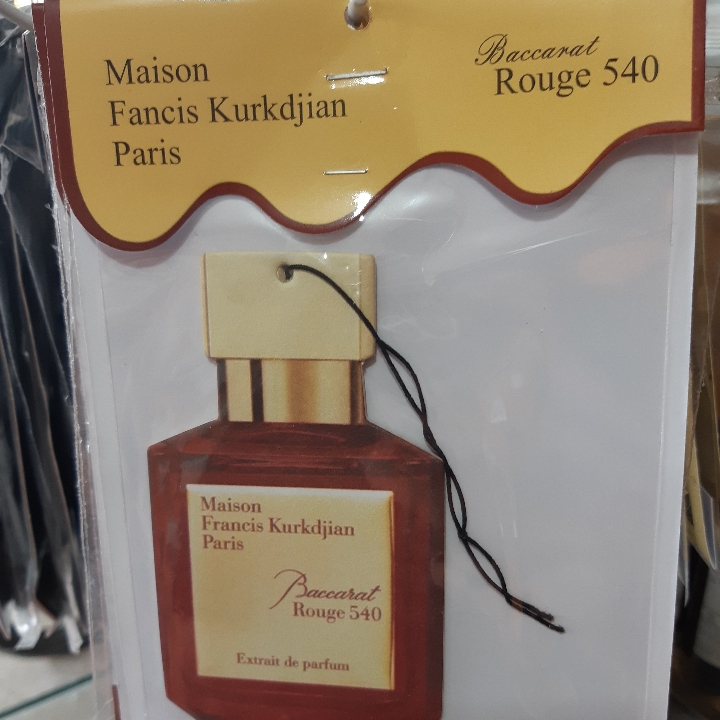 Maison
Fancis Kurkdjian
Paris
Baccarat
Rouge 540
Maison
Francis Kurkdjian
Paris
Baccarat
Rouge 540
Extrait de parfum